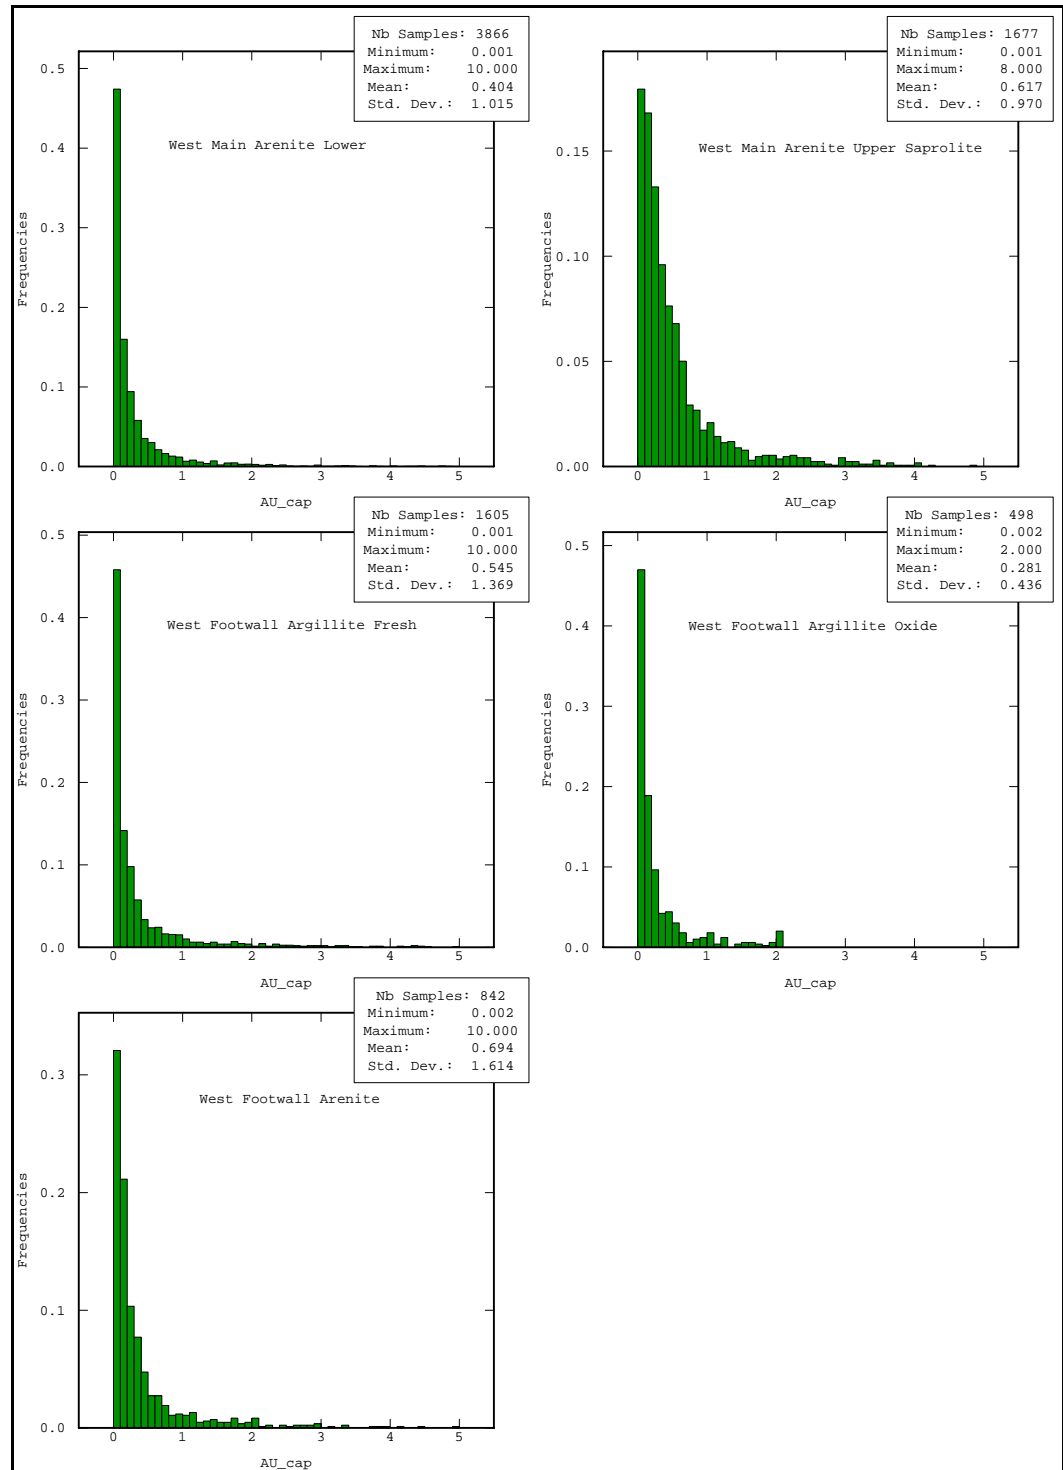 Nb Samples: 3866
Minimum: 0.001
Maximum: 10.000
Mean: 0.404
Std. Dev.: 1.015
West Main Arenite Lower
Frequencies
0.5
0.4
0.3
0.2
0.1
0.0
0 1 2 3 4 5
AU_cap
Nb Samples: 1677
Minimum: 0.001
Maximum: 8.000
Mean: 0.617
Std. Dev.: 0.970
West Main Arenite Upper Saprolite
Frequencies
0.15
0.10
0.05
0.00
0 1 2 3 4 5
AU_cap
Nb Samples: 1605
Minimum: 0.001
Maximum: 10.000
Mean: 0.545
Std. Dev.: 1.369
West Footwall Argillite Fresh
Frequencies
0.5
0.4
0.3
0.2
0.1
0.0
0 1 2 3 4 5
AU_cap
Nb Samples: 498
Minimum: 0.002
Maximum: 2.000
Mean: 0.281
Std. Dev.: 0.436
West Footwall Argillite Oxide
Frequencies
0.5
0.4
0.3
0.2
0.1
0.0
0 1 2 3 4 5
AU_cap
Nb Samples: 842
Minimum: 0.002
Maximum: 10.000
Mean: 0.694
Std. Dev.: 1.614
West Footwall Arenite
Frequencies
0.3
0.2
0.1
0.0
0 1 2 3 4 5
AU_cap